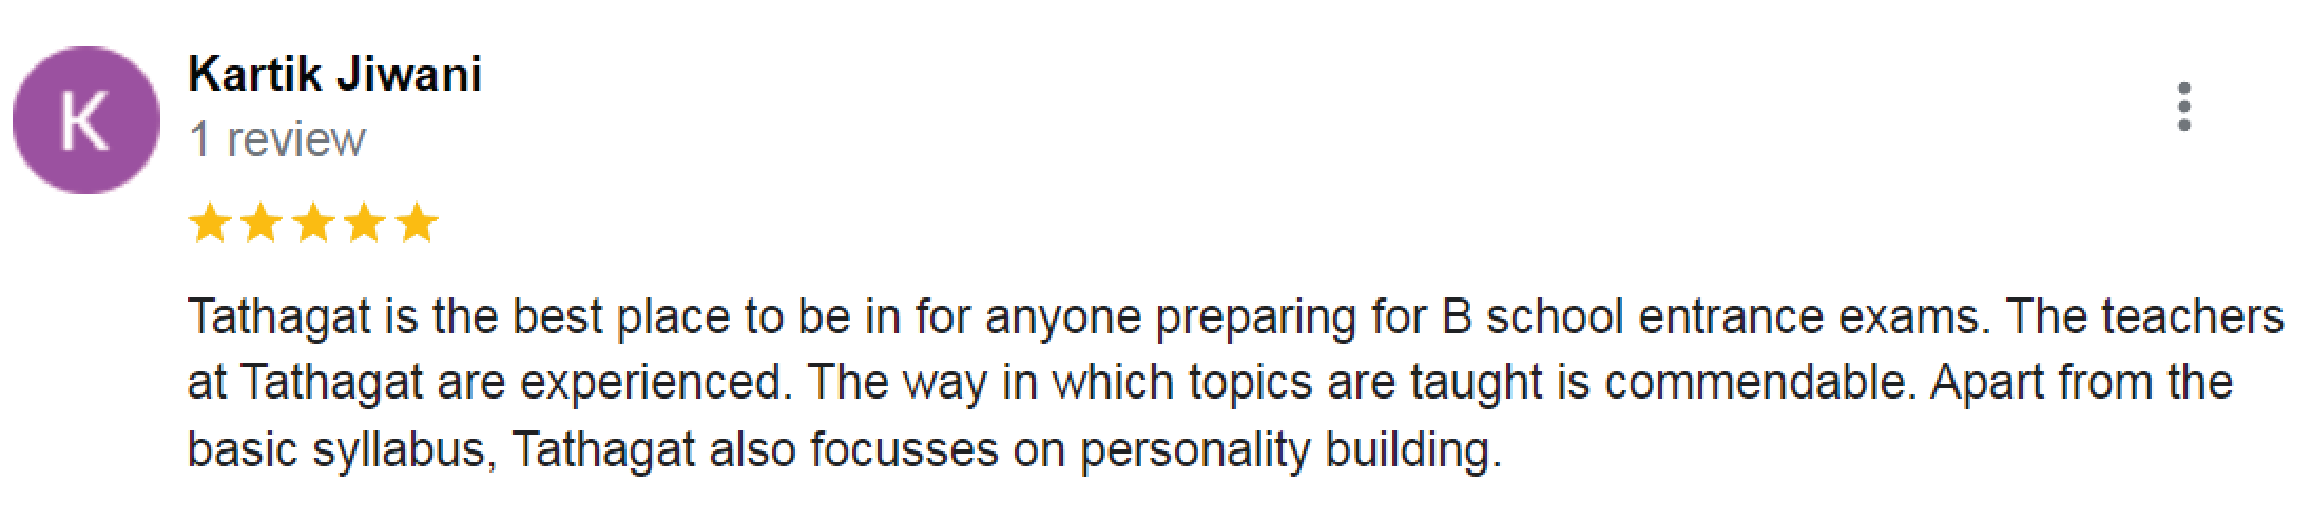 K
Kartik Jiwani
1 review
Tathagat is the best place to be in for anyone preparing for B school entrance exams. The teachers
at Tathagat are experienced. The way in which topics are taught is commendable. Apart from the
basic syllabus, Tathagat also focusses on personality building.